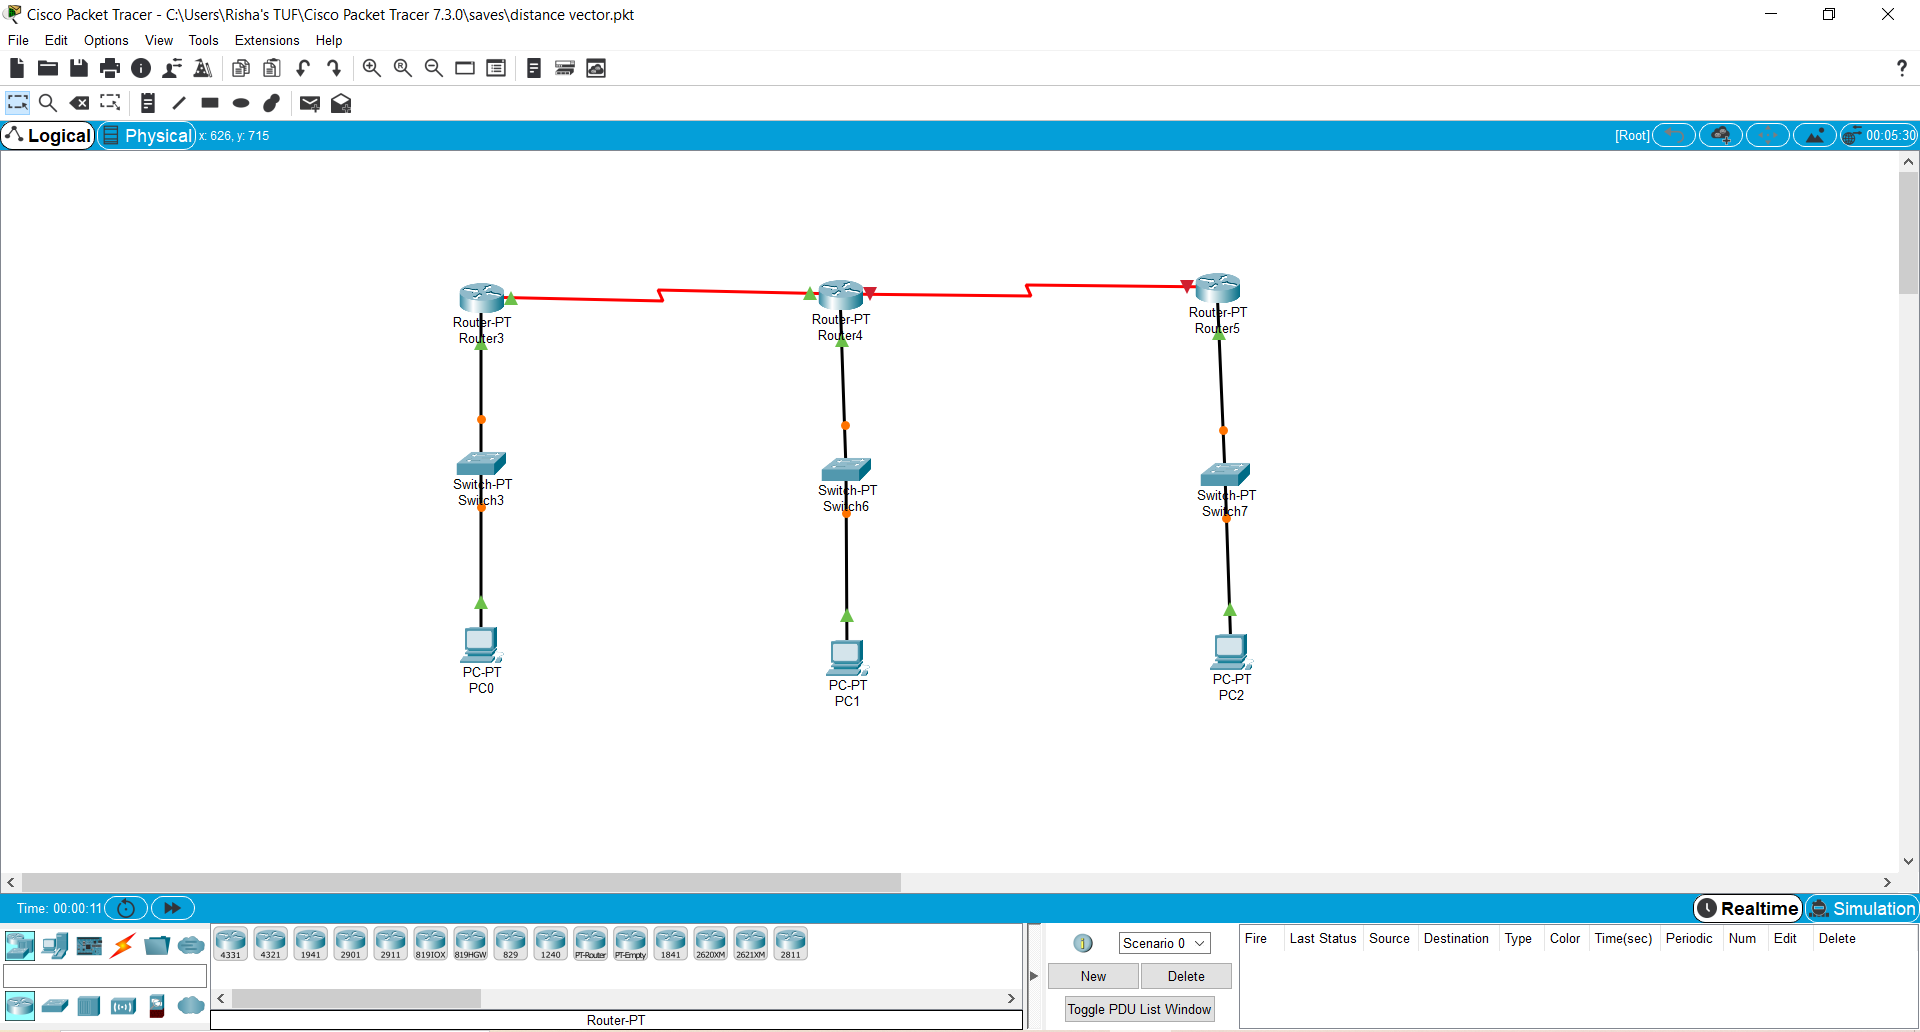 Cisco Packet Tracer - C:\Users\Risha's TUF\Cisco Packet Tracer 7.3.0\saves\distance vector.pkt
File Edit Options View Tools Extensions Help
Logical Physical x: 626, y: 715 [Root] 00:05:30
Router-PT
Router3
Router-PT
Router4
Router-PT
Router5
Switch-PT
Switch3
Switch-PT
Switch6
Switch-PT
Switch7
PC-PT
PC0
PC-PT
PC1
PC-PT
PC2
Time: 00:00:11 Realtime Simulation
4331 4321 1941 2901 2911 819IOX 819HGW 829 1240 PT-Router PT-Empty 1841 2620XM 2621XM 2811
Router-PT
Scenario 0
New Delete
Toggle PDU List Window
Fire Last Status Source Destination Type Color Time(sec) Periodic Num Edit Delete